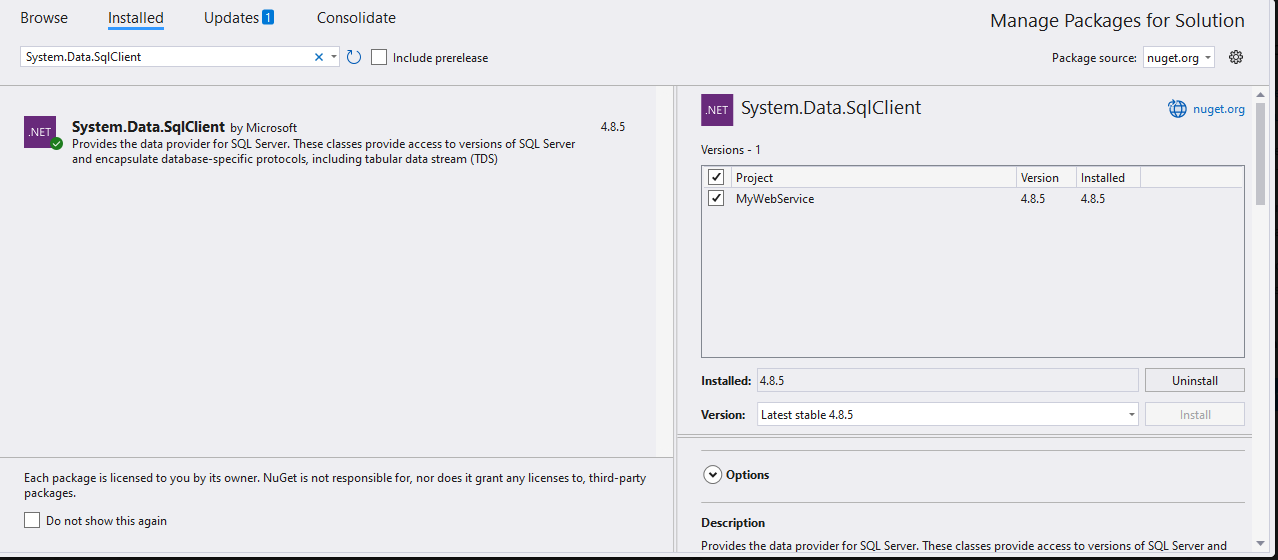 Browse Installed Updates 1 Consolidate Manage Packages for Solution
System.Data.SqlClient Include prerelease Package source: nuget.org
.NET System.Data.SqlClient by Microsoft 4.8.5
Provides the data provider for SQL Server. These classes provide access to versions of SQL Server
and encapsulate database-specific protocols, including tabular data stream (TDS)
Each package is licensed to you by its owner. NuGet is not responsible for, nor does it grant any licenses to, third-party
packages.
Do not show this again
.NET System.Data.SqlClient nuget.org
Versions - 1
Project Version Installed
MyWebService 4.8.5 4.8.5
Installed: 4.8.5 Uninstall
Version: Latest stable 4.8.5 Install
Options
Description
Provides the data provider for SQL Server. These classes provide access to versions of SQL Server and